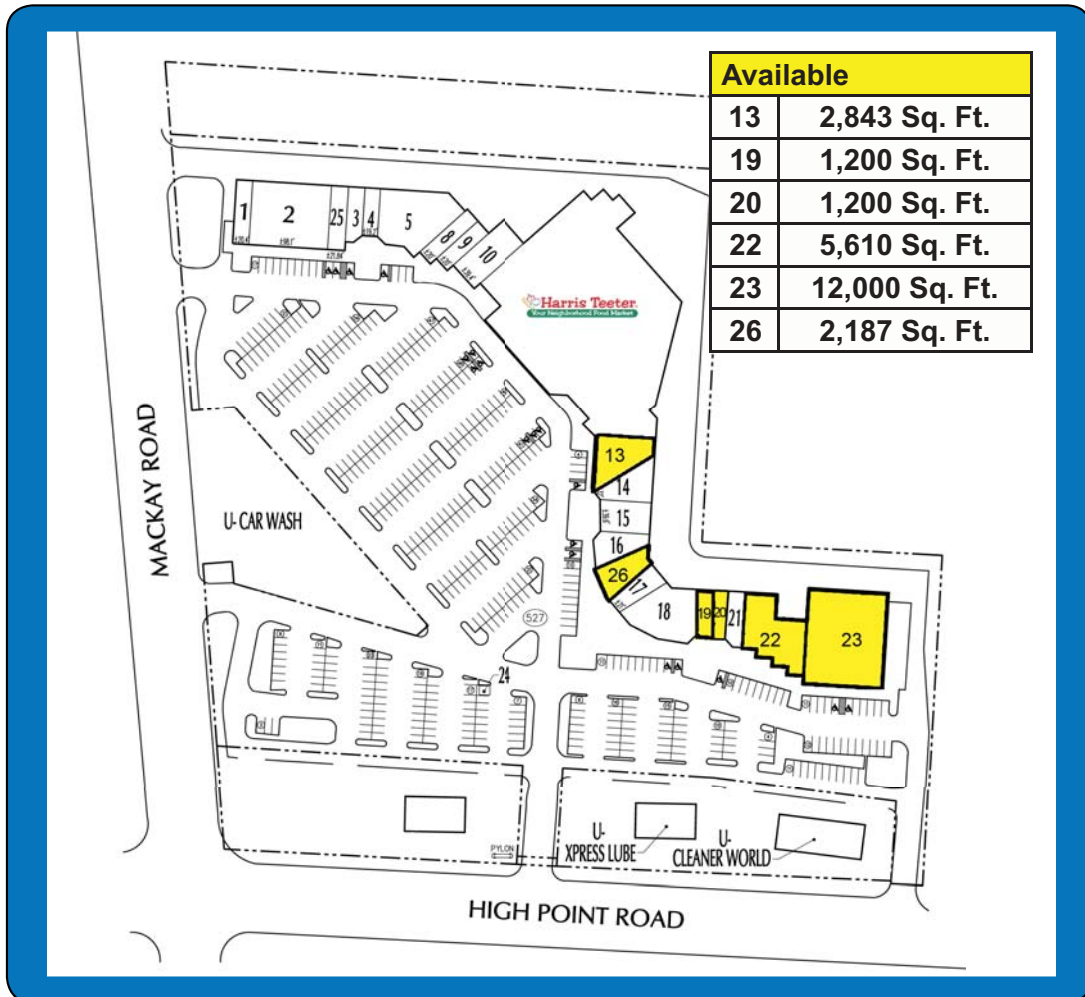 Available
13 2,843 Sq. Ft.
19 1,200 Sq. Ft.
20 1,200 Sq. Ft.
22 5,610 Sq. Ft.
23 12,000 Sq. Ft.
26 2,187 Sq. Ft.
1
2
25
3
4
5
8
9
10
Harris Teeter
Your Neighborhood Food Market
13
14
15
16
26
17
18
19
20
21
22
23
MACKAY ROAD
U- CAR WASH
527
24
PYLON
U-
XPRESS LUBE
U-
CLEANER WORLD
HIGH POINT ROAD